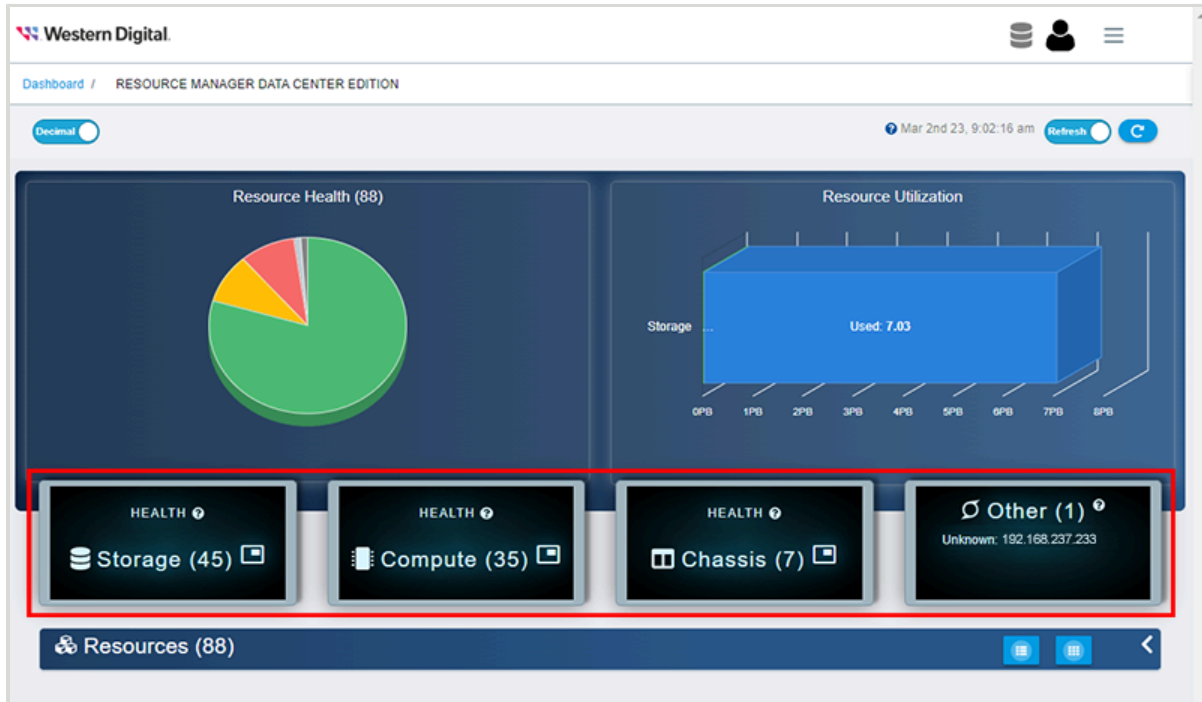 Western Digital.
Dashboard / RESOURCE MANAGER DATA CENTER EDITION
Decimal
Mar 2nd 23, 9:02:16 am Refresh
Resource Health (88)
Resource Utilization
Storage ... Used: 7.03
0PB 1PB 2PB 3PB 4PB 5PB 6PB 7PB 8PB
HEALTH
Storage (45)
HEALTH
Compute (35)
HEALTH
Chassis (7)
Other (1)
Unknown: 192.168.237.233
Resources (88)